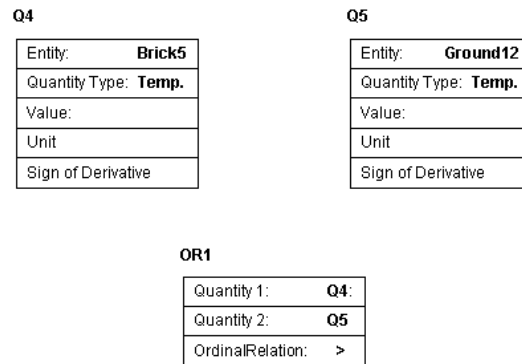 Q4
Entity: Brick5
Quantity Type: Temp.
Value:
Unit
Sign of Derivative
Q5
Entity: Ground12
Quantity Type: Temp.
Value:
Unit
Sign of Derivative
OR1
Quantity 1: Q4:
Quantity 2: Q5
OrdinalRelation: >